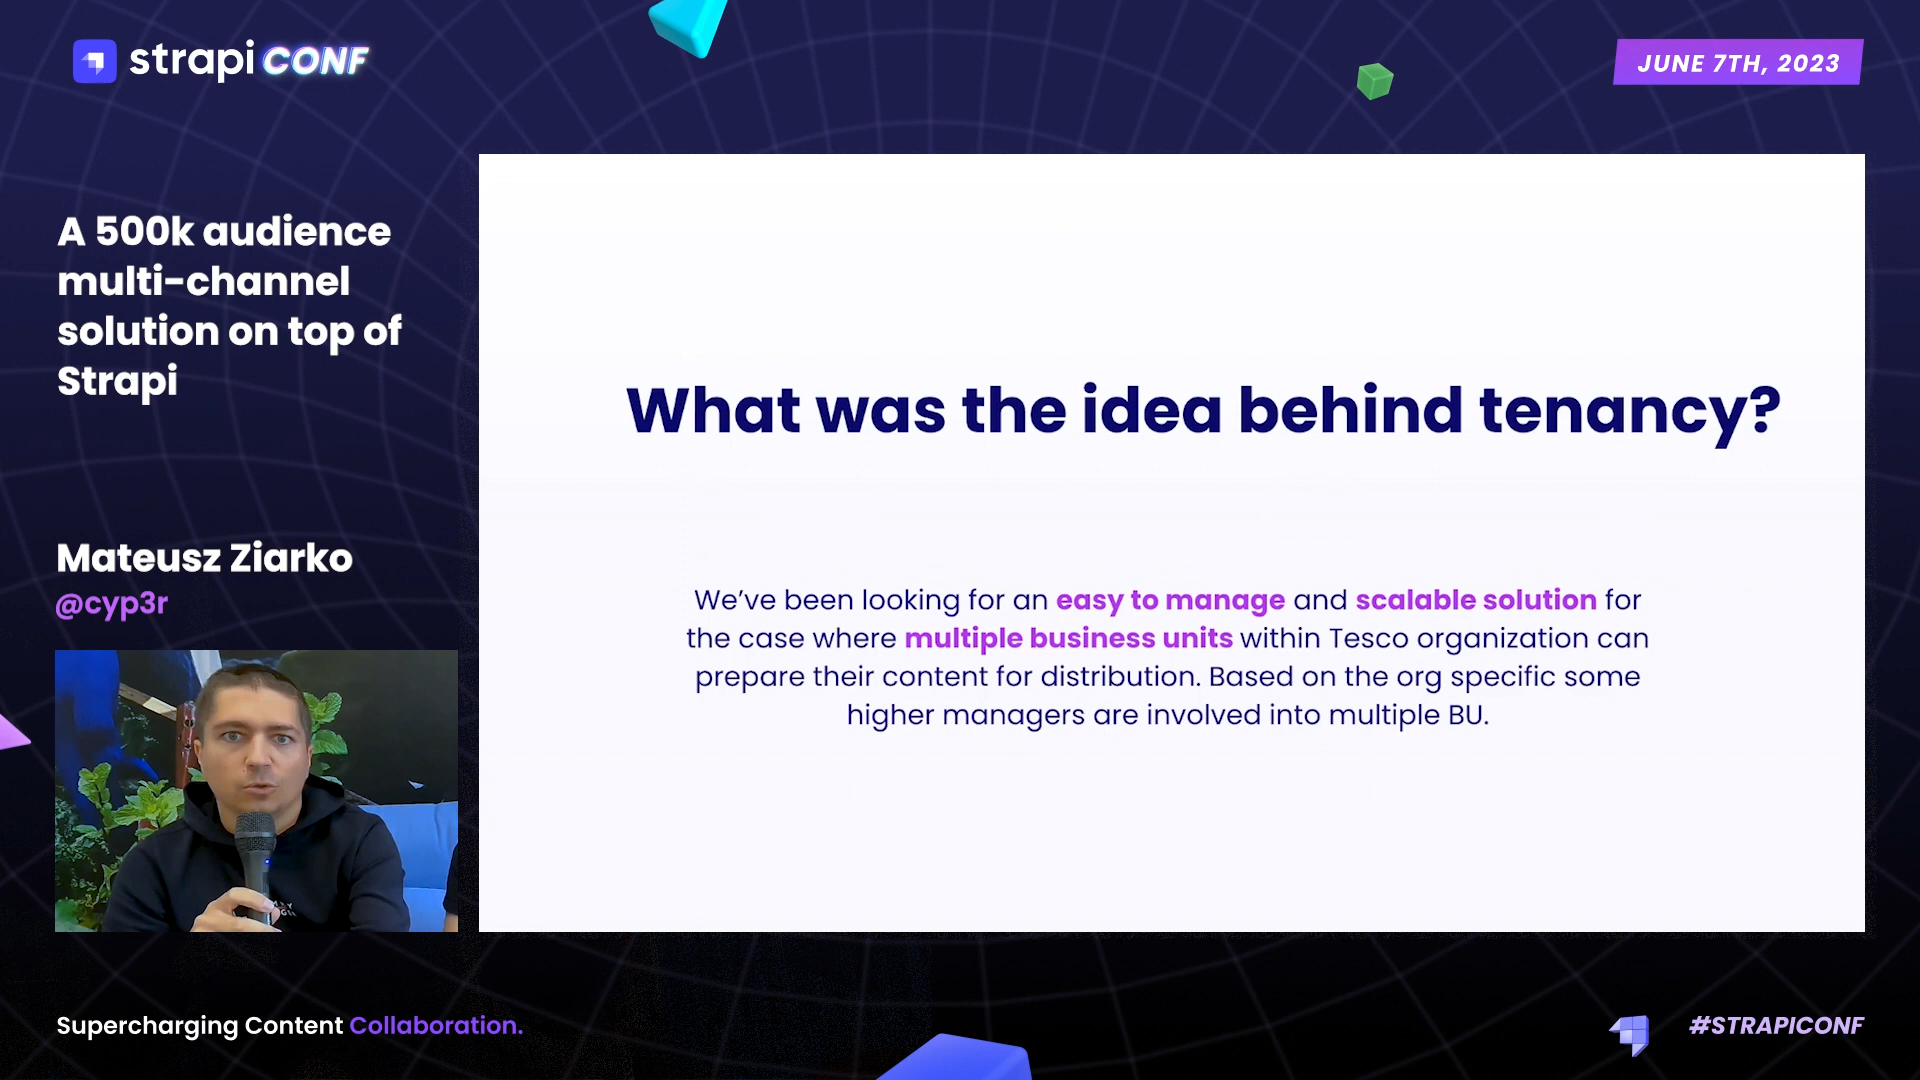 strapi CONF
JUNE 7TH, 2023
A 500k audience
multi-channel
solution on top of
Strapi
Mateusz Ziarko
@cyp3r
What was the idea behind tenancy?
We’ve been looking for an easy to manage and scalable solution for
the case where multiple business units within Tesco organization can
prepare their content for distribution. Based on the org specific some
higher managers are involved into multiple BU.
Supercharging Content Collaboration.
#STRAPICONF